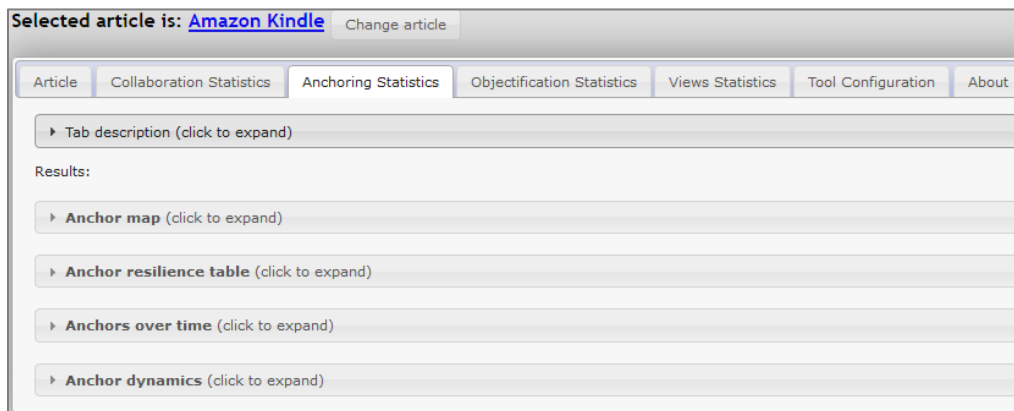 Selected article is: Amazon Kindle Change article
Article Collaboration Statistics Anchoring Statistics Objectification Statistics Views Statistics Tool Configuration About
Tab description (click to expand)
Results:
Anchor map (click to expand)
Anchor resilience table (click to expand)
Anchors over time (click to expand)
Anchor dynamics (click to expand)